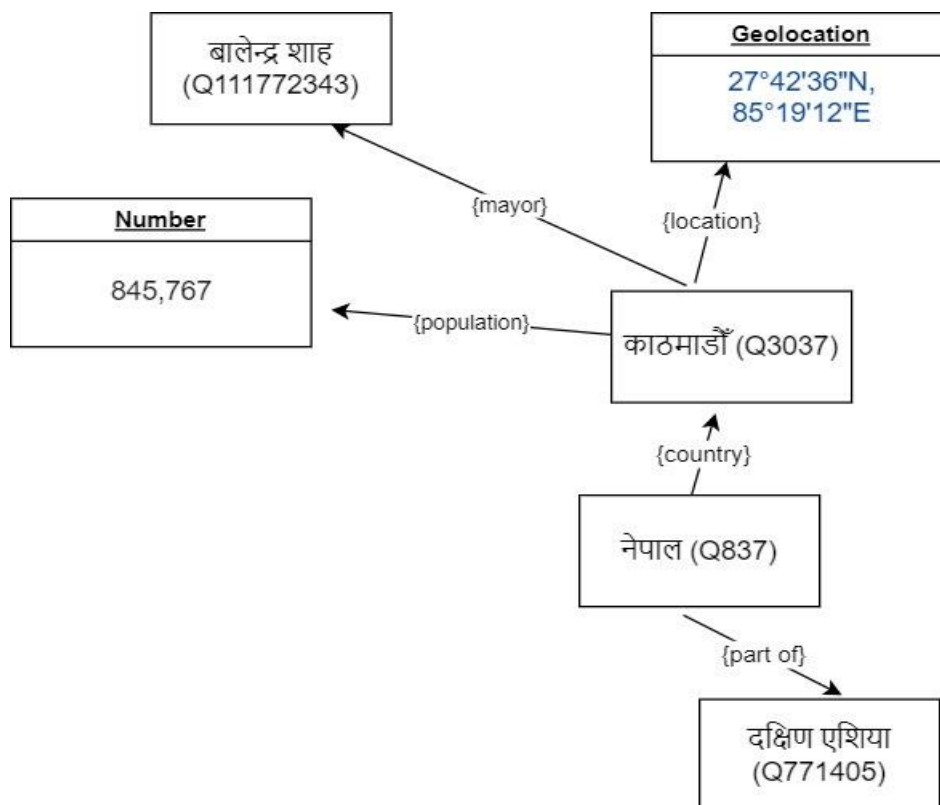 बालेन्द्र शाह
(Q111772343)
Geolocation
27°42'36"N,
85°19'12"E
{mayor}
{location}
Number
845,767
{population}
काठमाडौँ (Q3037)
{country}
नेपाल (Q837)
{part of}
दक्षिण एशिया
(Q771405)